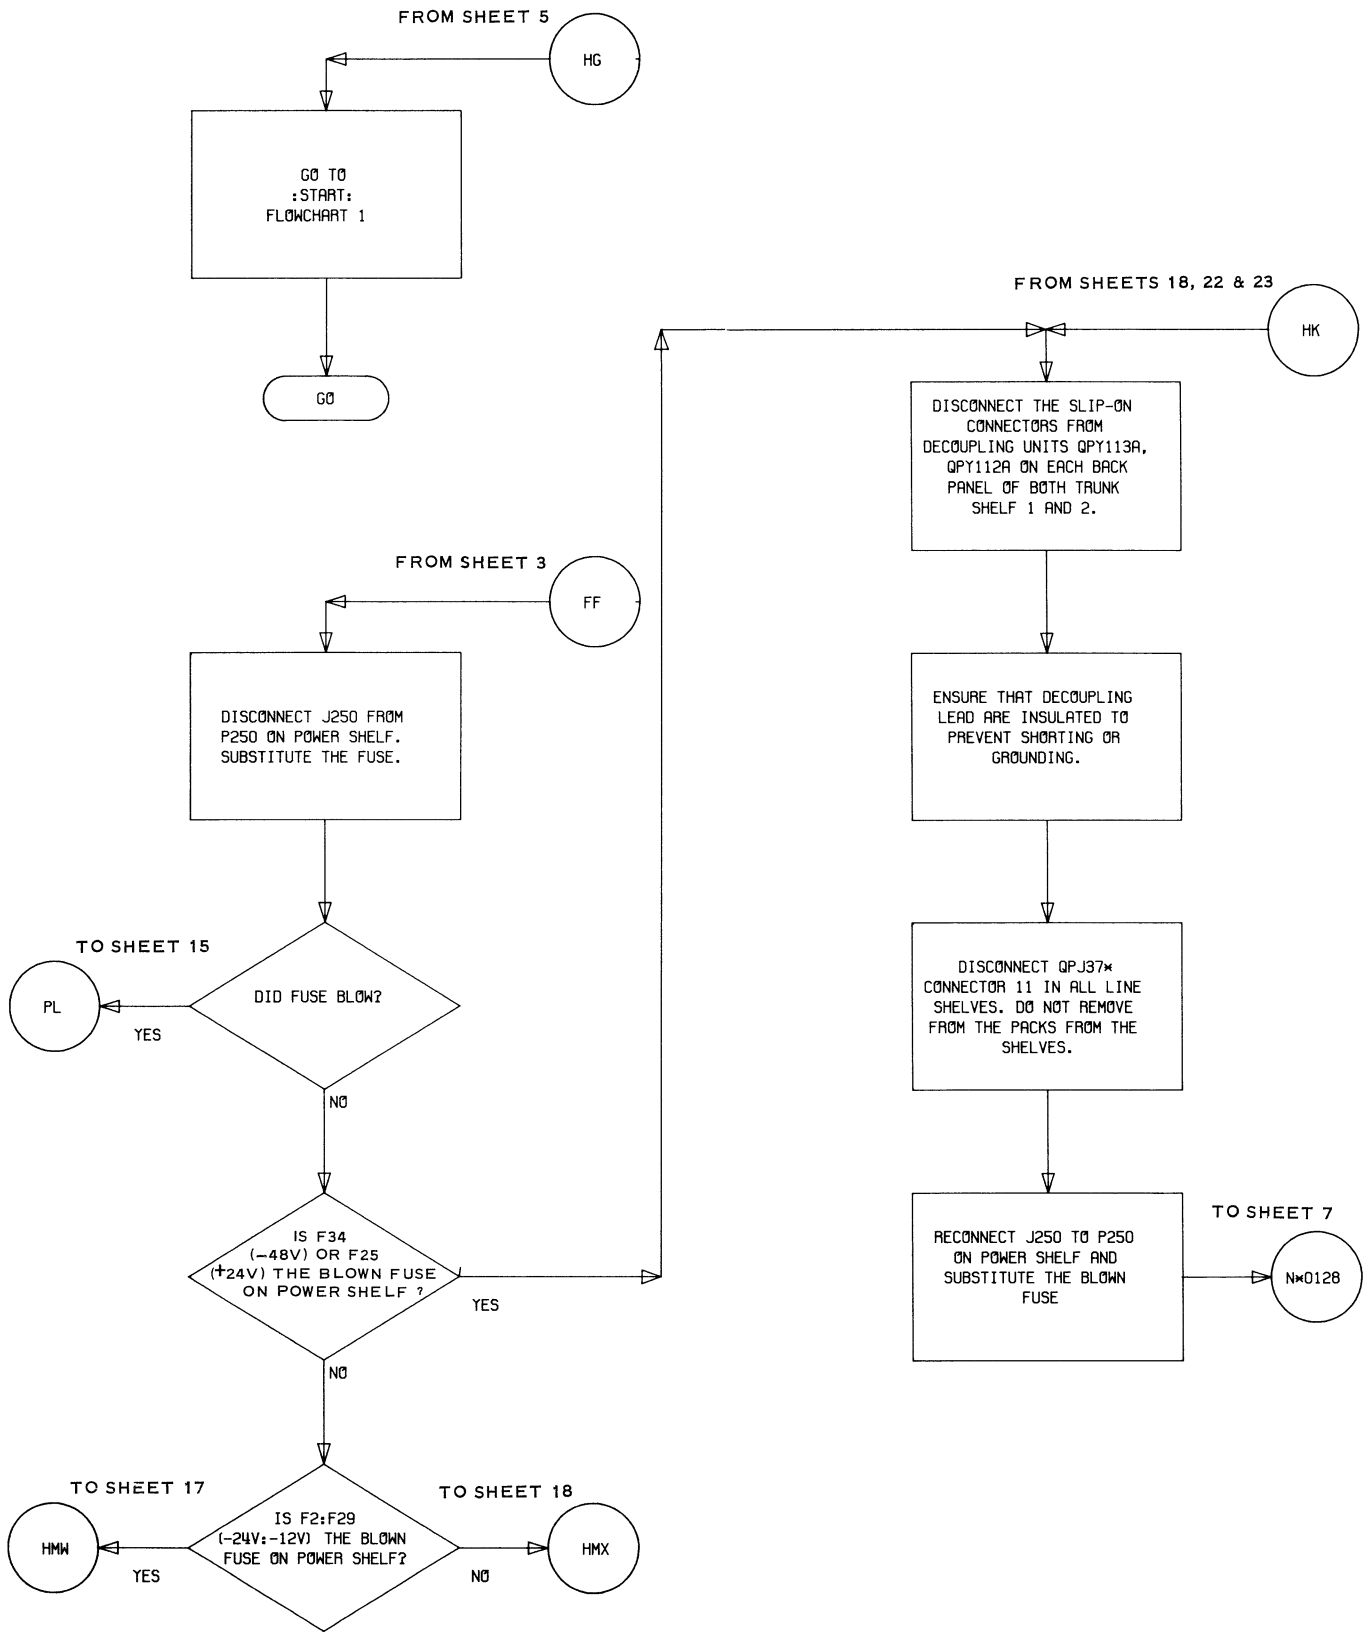 FROM SHEET 5
HG
GO TO
:START:
FLOWCHART 1
GO
FROM SHEET 3
FF
DISCONNECT J250 FROM
P250 ON POWER SHELF.
SUBSTITUTE THE FUSE.
TO SHEET 15
PL
YES
DID FUSE BLOW?
NO
IS F34
(-48V) OR F25
(+24V) THE BLOWN FUSE
ON POWER SHELF ?
YES
NO
TO SHEET 17
HMW
YES
IS F2:F29
(-24V:-12V) THE BLOWN
FUSE ON POWER SHELF?
TO SHEET 18
HMX
NO
FROM SHEETS 18, 22 & 23
HK
DISCONNECT THE SLIP-ON
CONNECTORS FROM
DECOUPLING UNITS QPY113A,
QPY112A ON EACH BACK
PANEL OF BOTH TRUNK
SHELF 1 AND 2.
ENSURE THAT DECOUPLING
LEAD ARE INSULATED TO
PREVENT SHORTING OR
GROUNDING.
DISCONNECT QPJ37*
CONNECTOR 11 IN ALL LINE
SHELVES. DO NOT REMOVE
FROM THE PACKS FROM THE
SHELVES.
RECONNECT J250 TO P250
ON POWER SHELF AND
SUBSTITUTE THE BLOWN
FUSE
TO SHEET 7
N*0128